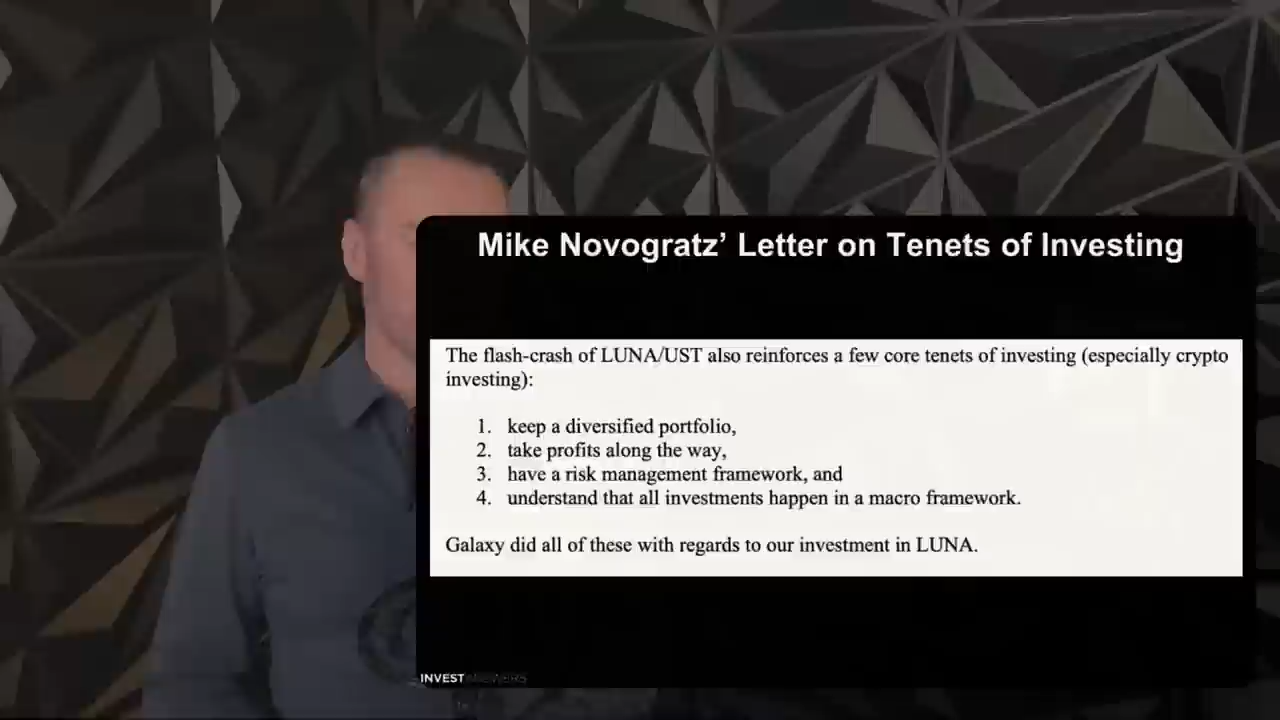 Mike Novogratz’ Letter on Tenets of Investing
The flash-crash of LUNA/UST also reinforces a few core tenets of investing (especially crypto
investing):
1. keep a diversified portfolio,
2. take profits along the way,
3. have a risk management framework, and
4. understand that all investments happen in a macro framework.
Galaxy did all of these with regards to our investment in LUNA.
INVESTANSWERS